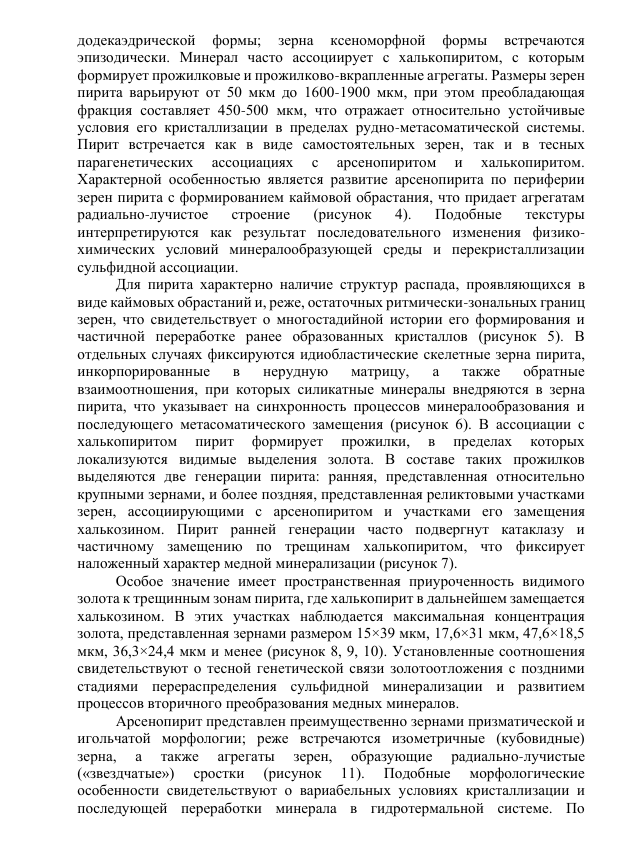 додекаэдрической формы; зерна ксеноморфной формы встречаются
эпизодически. Минерал часто ассоциирует с халькопиритом, с которым
формирует прожилковые и прожилково-вкрапленные агрегаты. Размеры зерен
пирита варьируют от 50 мкм до 1600-1900 мкм, при этом преобладающая
фракция составляет 450-500 мкм, что отражает относительно устойчивые
условия его кристаллизации в пределах рудно-метасоматической системы.
Пирит встречается как в виде самостоятельных зерен, так и в тесных
парагенетических ассоциациях с арсенопиритом и халькопиритом.
Характерной особенностью является развитие арсенопирита по периферии
зерен пирита с формированием каймовой обрастания, что придает агрегатам
радиально-лучистое строение (рисунок 4). Подобные текстуры
интерпретируются как результат последовательного изменения физико-
химических условий минералообразующей среды и перекристаллизации
сульфидной ассоциации.
Для пирита характерно наличие структур распада, проявляющихся в
виде каймовых обрастаний и, реже, остаточных ритмически-зональных границ
зерен, что свидетельствует о многостадийной истории его формирования и
частичной переработке ранее образованных кристаллов (рисунок 5). В
отдельных случаях фиксируются идиобластические скелетные зерна пирита,
инкорпорированные в нерудную матрицу, а также обратные
взаимоотношения, при которых силикатные минералы внедряются в зерна
пирита, что указывает на синхронность процессов минералообразования и
последующего метасоматического замещения (рисунок 6). В ассоциации с
халькопиритом пирит формирует прожилки, в пределах которых
локализуются видимые выделения золота. В составе таких прожилков
выделяются две генерации пирита: ранняя, представленная относительно
крупными зернами, и более поздняя, представленная реликтовыми участками
зерен, ассоциирующими с арсенопиритом и участками его замещения
халькозином. Пирит ранней генерации часто подвергнут катаклазу и
частичному замещению по трещинам халькопиритом, что фиксирует
наложенный характер медной минерализации (рисунок 7).
Особое значение имеет пространственная приуроченность видимого
золота к трещинным зонам пирита, где халькопирит в дальнейшем замещается
халькозином. В этих участках наблюдается максимальная концентрация
золота, представленная зернами размером 15×39 мкм, 17,6×31 мкм, 47,6×18,5
мкм, 36,3×24,4 мкм и менее (рисунок 8, 9, 10). Установленные соотношения
свидетельствуют о тесной генетической связи золотоотложения с поздними
стадиями перераспределения сульфидной минерализации и развитием
процессов вторичного преобразования медных минералов.
Арсенопирит представлен преимущественно зернами призматической и
игольчатой морфологии; реже встречаются изометричные (кубовидные)
зерна, а также агрегаты зерен, образующие радиально-лучистые
(«звездчатые») сростки (рисунок 11). Подобные морфологические
особенности свидетельствуют о вариабельных условиях кристаллизации и
последующей переработки минерала в гидротермальной системе. По